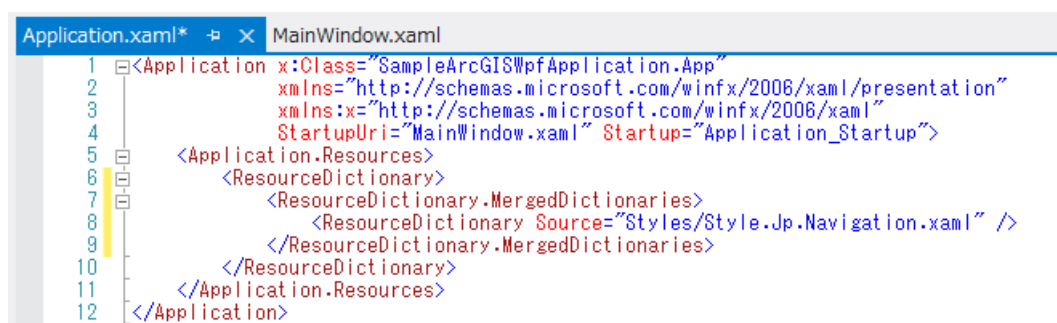 Application.xaml* MainWindow.xaml
1 <Application x:Class="SampleArcGISWpfApplication.App"
2 xmlns="http://schemas.microsoft.com/winfx/2006/xaml/presentation"
3 xmlns:x="http://schemas.microsoft.com/winfx/2006/xaml"
4 StartupUri="MainWindow.xaml" Startup="Application_Startup">
5 <Application.Resources>
6 <ResourceDictionary>
7 <ResourceDictionary.MergedDictionaries>
8 <ResourceDictionary Source="Styles/Style.Jp.Navigation.xaml" />
9 </ResourceDictionary.MergedDictionaries>
10 </ResourceDictionary>
11 </Application.Resources>
12 </Application>